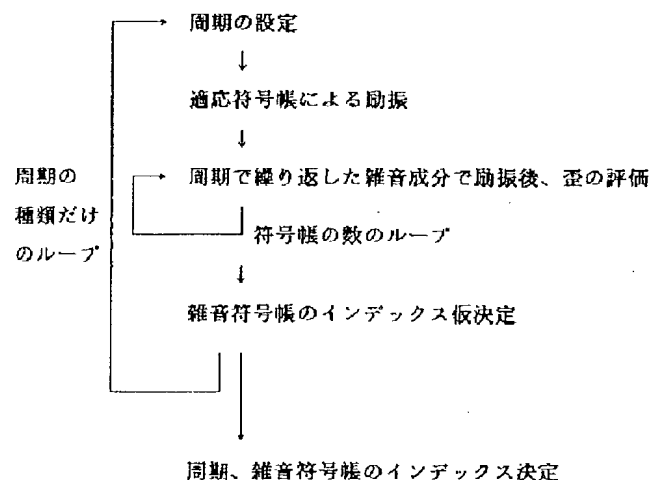 周期の設定
適応符号帳による励振
周期の
種類だけ
のループ
周期で繰り返した雑音成分で励振後、歪の評価
符号帳の数のループ
雑音符号帳のインデックス仮決定
周期、雑音符号帳のインデックス決定